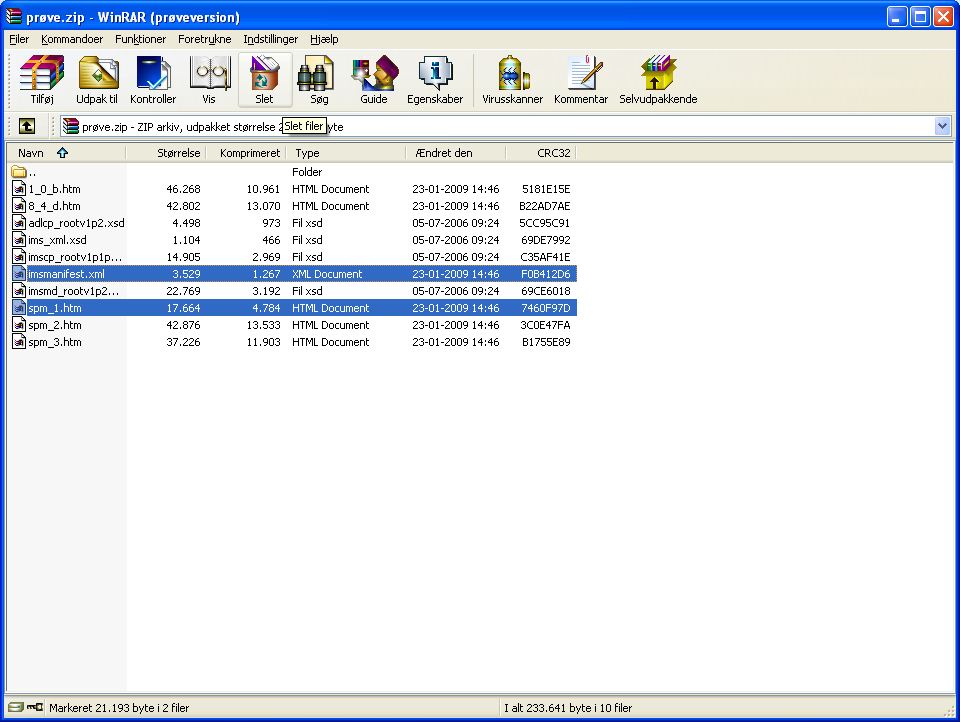 prøve.zip - WinRAR (prøveversion)
Filer Kommandoer Funktioner Foretrukne Indstillinger Hjælp
Tilføj Udpak til Kontroller Vis Slet Søg Guide Egenskaber Virusskanner Kommentar Selvudpakkende
prøve.zip - ZIP arkiv, udpakket størrelse 2 yte
Slet filer
Navn Størrelse Komprimeret Type Ændret den CRC32
.. Folder
1_0_b.htm 46.268 10.961 HTML Document 23-01-2009 14:46 5181E15E
8_4_d.htm 42.802 13.070 HTML Document 23-01-2009 14:46 B22AD7AE
adlcp_rootv1p2.xsd 4.498 973 Fil xsd 05-07-2006 09:24 5CC95C91
ims_xml.xsd 1.104 466 Fil xsd 05-07-2006 09:24 69DE7992
imscp_rootv1p1p... 14.905 2.969 Fil xsd 05-07-2006 09:24 C35AF41E
imsmanifest.xml 3.529 1.267 XML Document 23-01-2009 14:46 F0B412D6
imsmd_rootv1p2... 22.769 3.192 Fil xsd 05-07-2006 09:24 69CE6018
spm_1.htm 17.664 4.784 HTML Document 23-01-2009 14:46 7460F97D
spm_2.htm 42.876 13.533 HTML Document 23-01-2009 14:46 3C0E47FA
spm_3.htm 37.226 11.903 HTML Document 23-01-2009 14:46 B1755E89
Markeret 21.193 byte i 2 filer I alt 233.641 byte i 10 filer